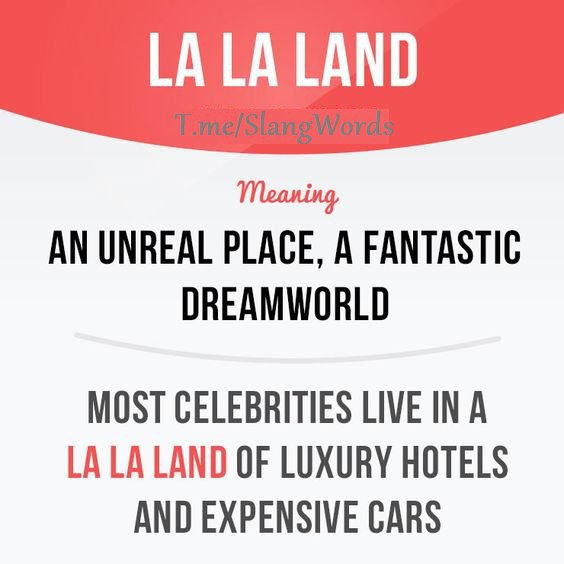 LA LA LAND
T.me/SlangWords
Meaning
AN UNREAL PLACE, A FANTASTIC
DREAMWORLD
MOST CELEBRITIES LIVE IN A
LA LA LAND OF LUXURY HOTELS
AND EXPENSIVE CARS